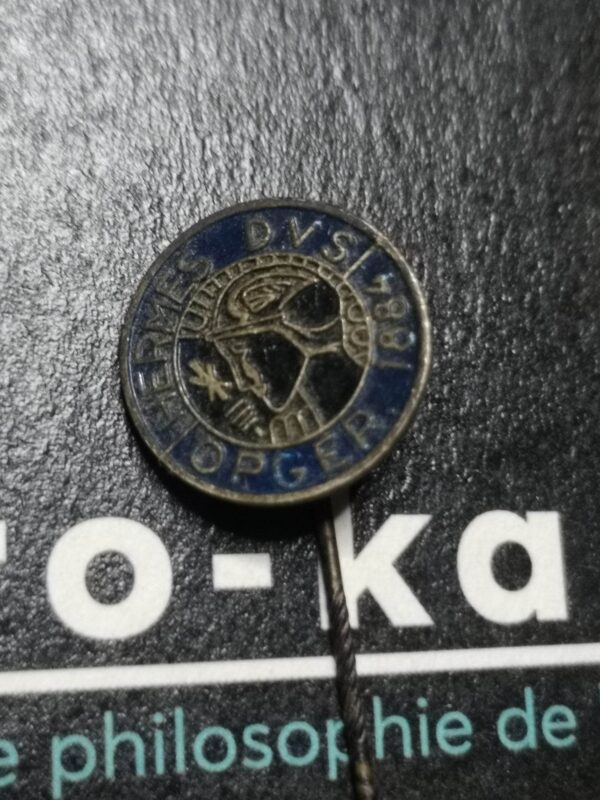 HERMES DVS
OPGER. 1884
o-ka
e philosophie de